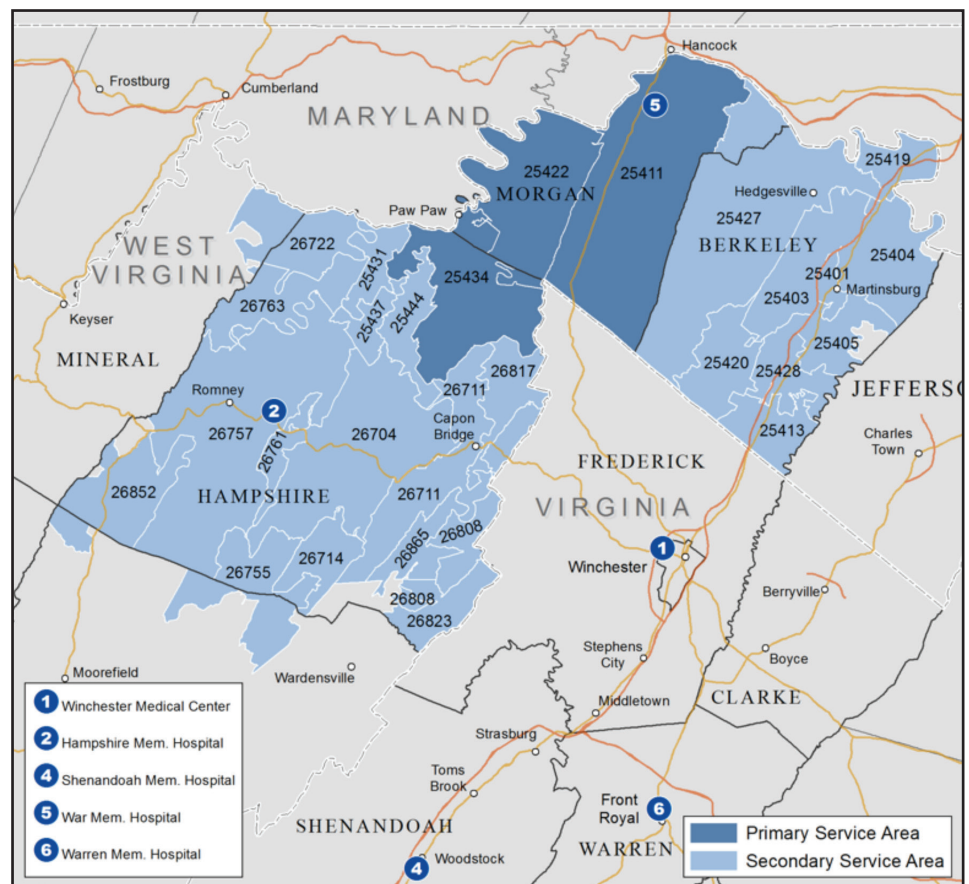 Hancock
Frostburg
Cumberland
MARYLAND
5
25419
25422
MORGAN
25411
Hedgesville
25427
Paw Paw
BERKELEY
25404
26722
WEST
VIRGINIA
25431
25434
25401
Martinsburg
26763
25437
25444
25403
Keyser
25405
MINERAL
25420
25428
26817
26711
JEFFERSO
Romney
2
26757
26761
26704
Capon
Bridge
25413
Charles
Town
FREDERICK
26852
HAMPSHIRE
26711
VIRGINIA
26865
26808
1
Winchester
26714
26755
26808
26823
Berryville
Stephens
City
Boyce
Moorefield
Wardensville
CLARKE
Middletown
Strasburg
Toms
Brook
Front
Royal
6
SHENANDOAH
WARREN
Woodstock
4
1 Winchester Medical Center
2 Hampshire Mem. Hospital
4 Shenandoah Mem. Hospital
5 War Mem. Hospital
6 Warren Mem. Hospital
Primary Service Area
Secondary Service Area